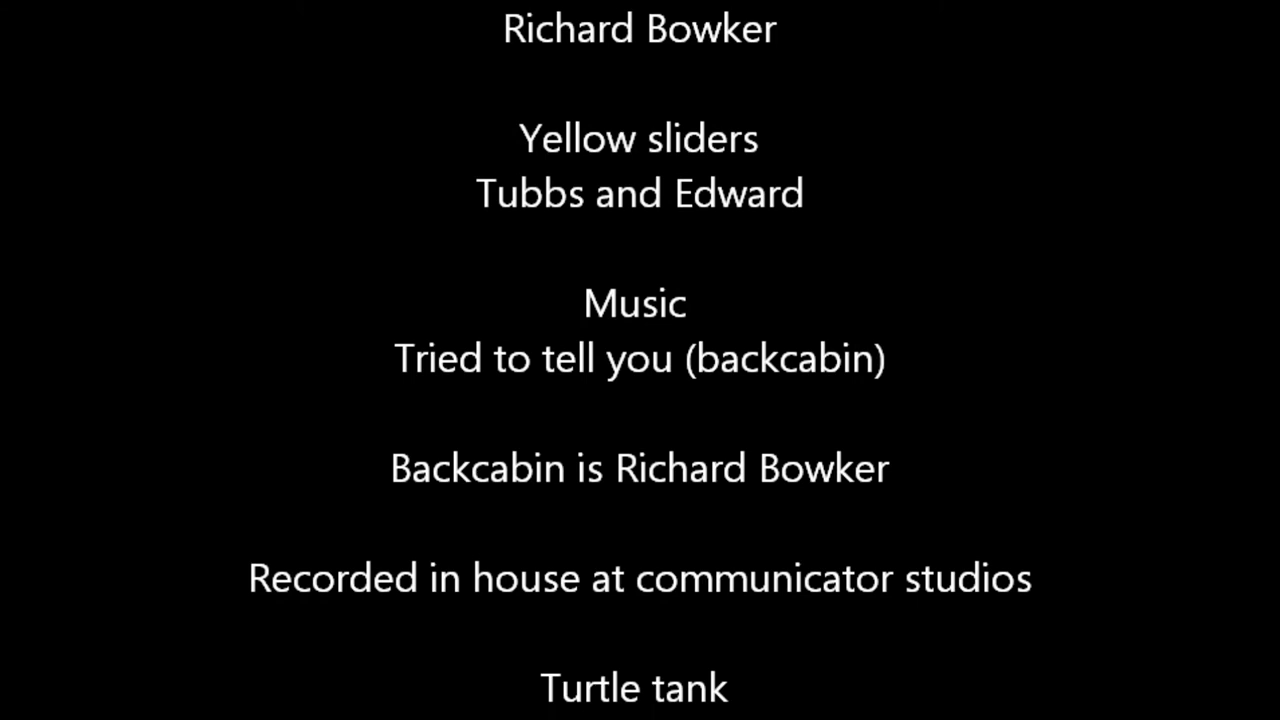 Richard Bowker
Yellow sliders
Tubbs and Edward
Music
Tried to tell you (backcabin)
Backcabin is Richard Bowker
Recorded in house at communicator studios
Turtle tank